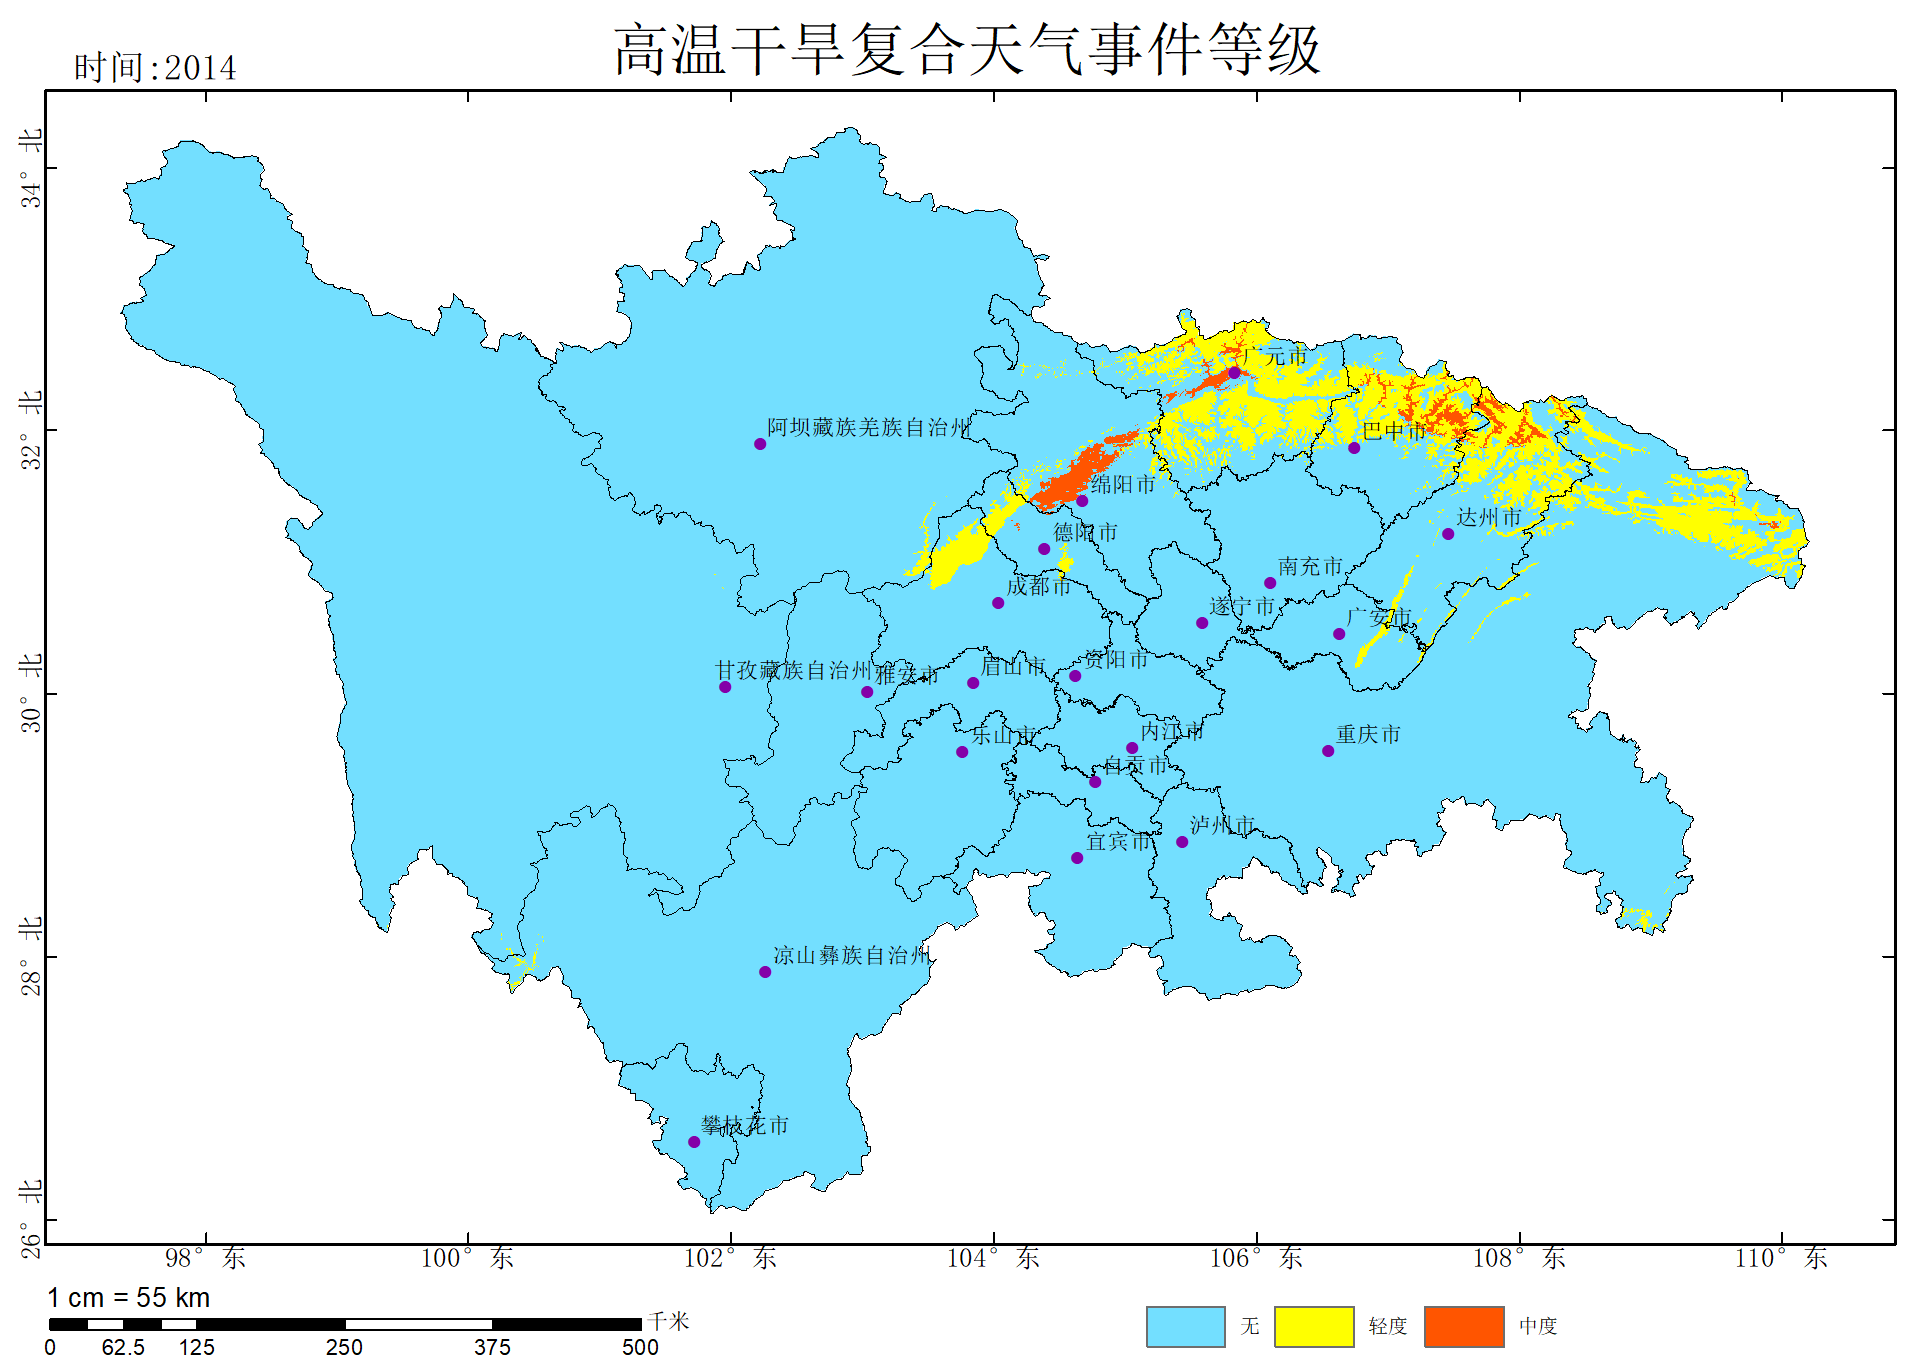 高温干旱复合天气事件等级
时间:2014
34° 北
32° 北
30° 北
28° 北
26° 北
广元市
阿坝藏族羌族自治州
巴中市
绵阳市
达州市
德阳市
南充市
成都市
遂宁市
广安市
甘孜藏族自治州
雅安市
眉山市
资阳市
乐山市
内江市
重庆市
自贡市
泸州市
宜宾市
凉山彝族自治州
攀枝花市
98° 东
100° 东
102° 东
104° 东
106° 东
108° 东
110° 东
1 cm = 55 km
千米
0 62.5 125 250 375 500
无 轻度 中度